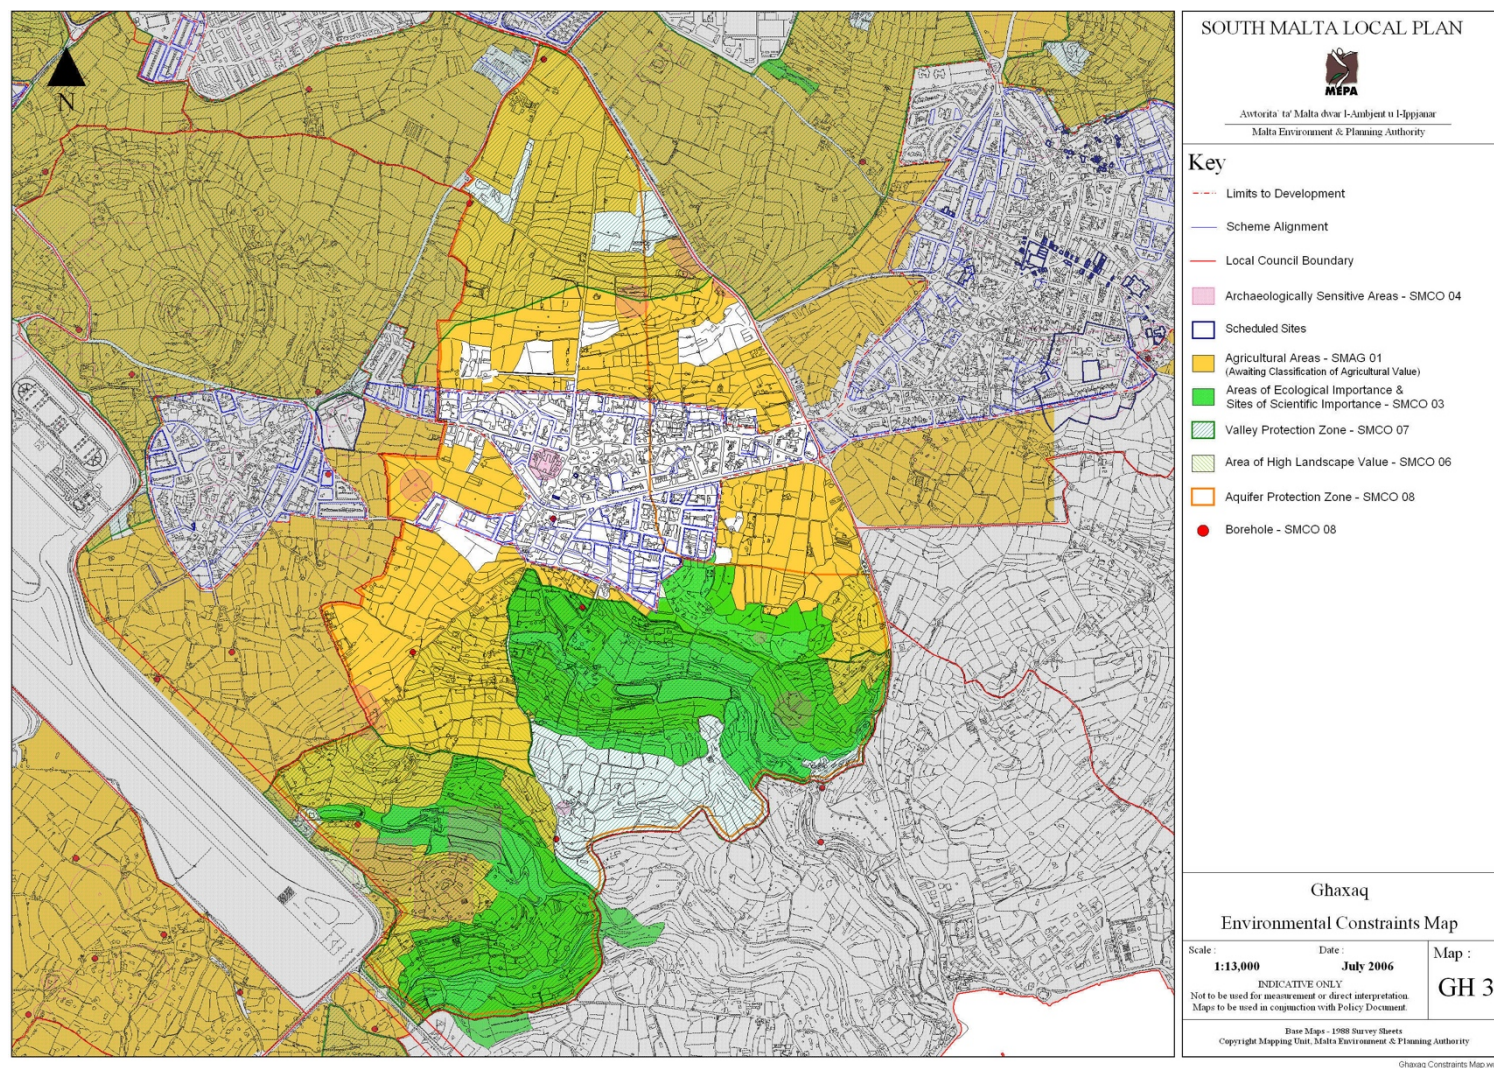 N
SOUTH MALTA LOCAL PLAN
MEPA
Awtorita' ta' Malta dwar l-Ambjent u l-Ippjanar
Malta Environment & Planning Authority
Key
Limits to Development
Scheme Alignment
Local Council Boundary
Archaeologically Sensitive Areas - SMCO 04
Scheduled Sites
Agricultural Areas - SMAG 01
(Awaiting Classification of Agricultural Value)
Areas of Ecological Importance &
Sites of Scientific Importance - SMCO 03
Valley Protection Zone - SMCO 07
Area of High Landscape Value - SMCO 06
Aquifer Protection Zone - SMCO 08
Borehole - SMCO 08
Għaxaq
Environmental Constraints Map
Scale :
1:13,000
Date :
July 2006
INDICATIVE ONLY
Not to be used for measurement or direct interpretation.
Maps to be used in conjunction with Policy Document.
Map :
GH 3
Base Maps - 1988 Survey Sheets
Copyright Mapping Unit, Malta Environment & Planning Authority
Ghaxaq Constraints Map.wo